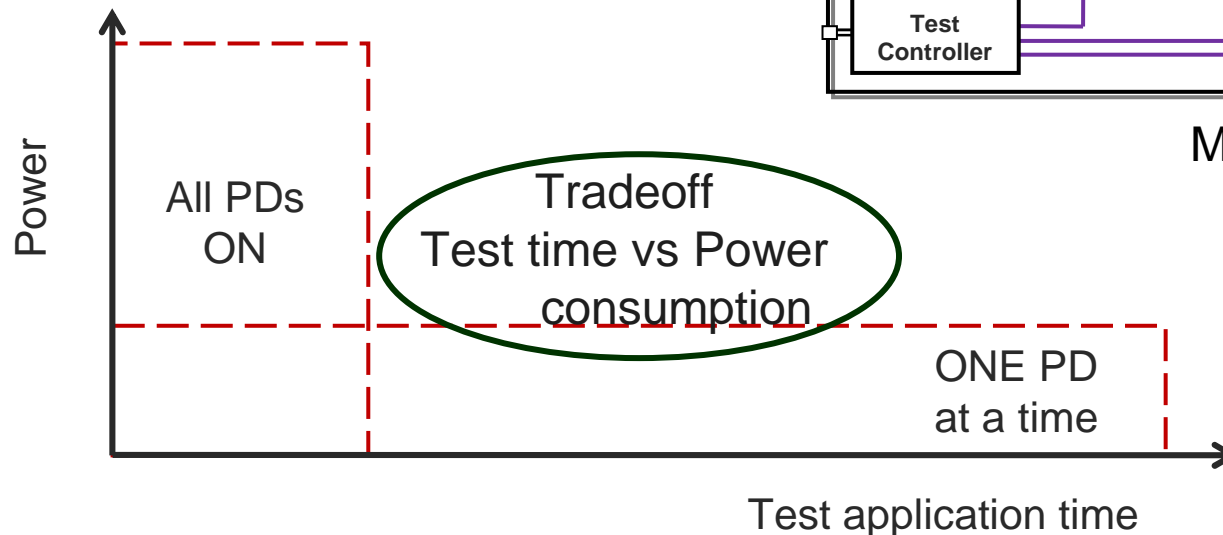 Test
Controller
M
Power
All PDs
ON
Tradeoff
Test time vs Power
consumption
ONE PD
at a time
Test application time